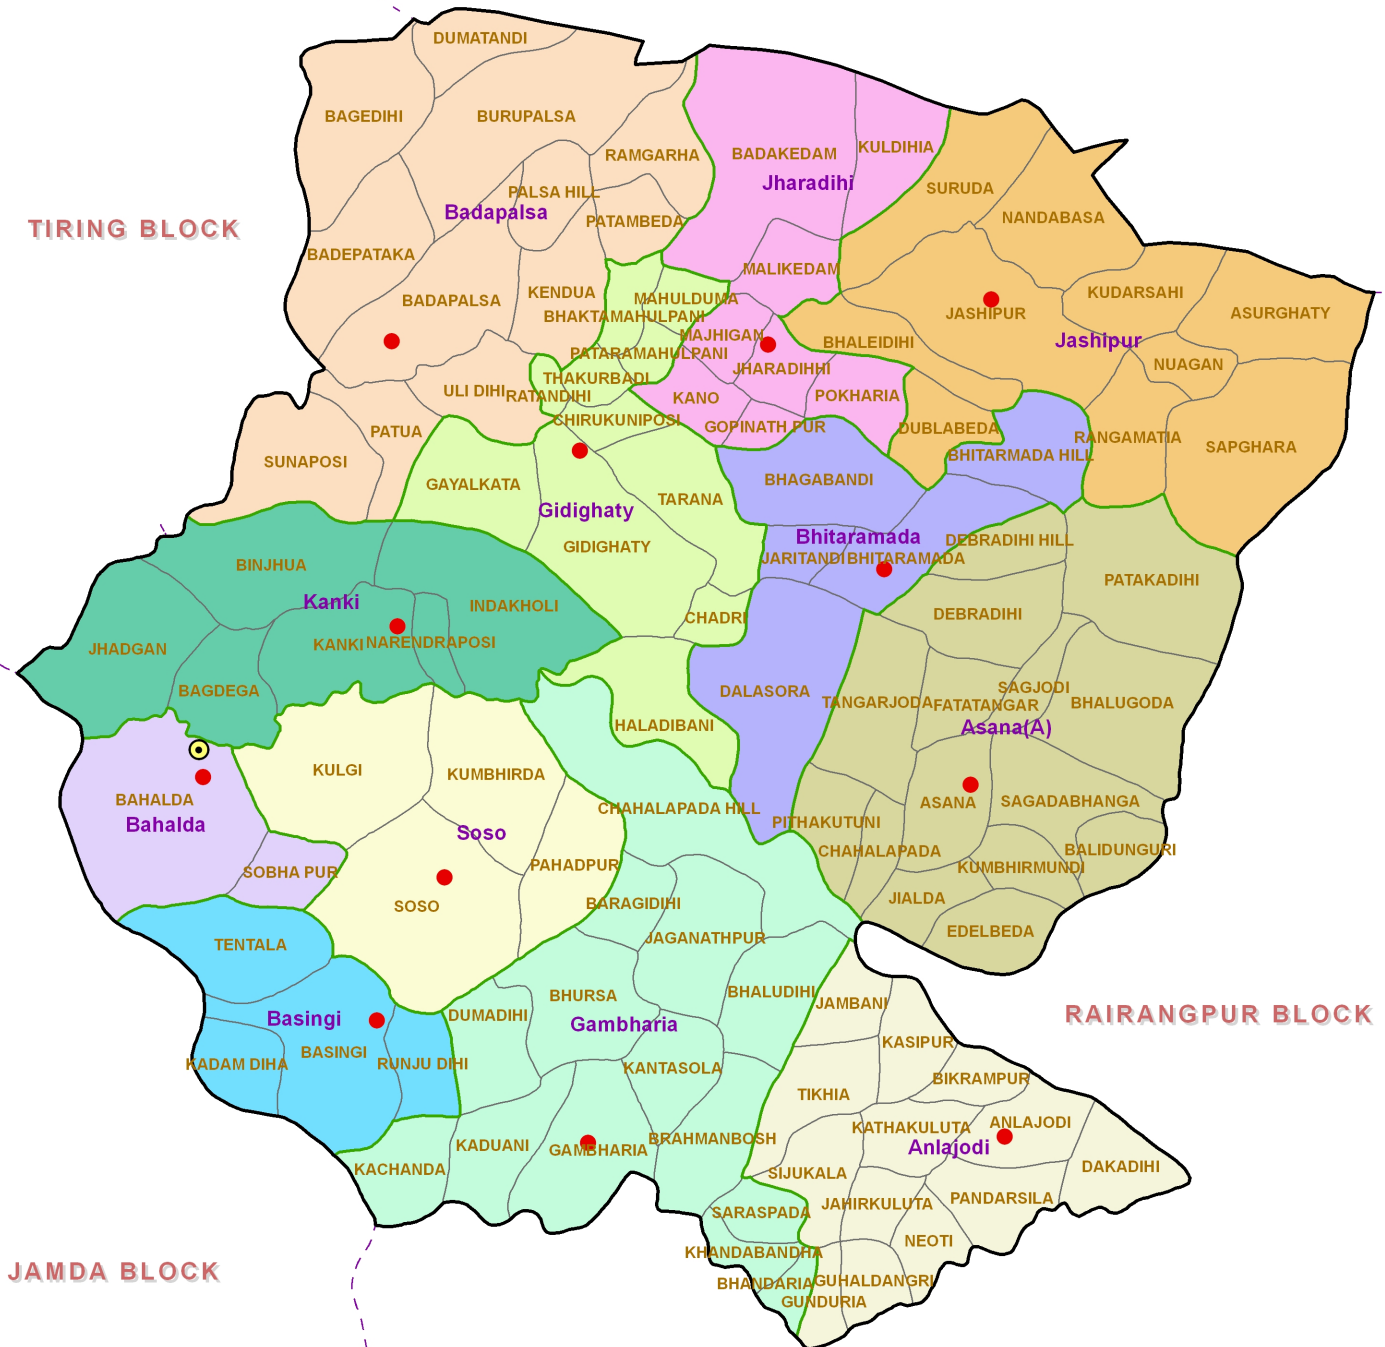 DUMATANDI
BAGEDIHI
BURUPALSA
RAMGARHA
BADAKEDAM
KULDIHIA
Jharadihi
SURUDA
PALSA HILL
Badapalsa
PATAMBEDA
NANDABASA
TIRING BLOCK
BADEPATAKA
MALIKEDAM
BADAPALSA
KENDUA
MAHULDUMA
KUDARSAHI
BHAKTAMAHULPANI
JASHIPUR
ASURGHATY
MAJHIGAN
BHALEIDIHI
Jashipur
PATARAMAHULPANI
JHARADIHHI
NUAGAN
THAKURBADI
ULI DIHI
RATANDIHI
KANO
POKHARIA
CHIRUKUNIPOSI
GOPINATH PUR
DUBLABEDA
PATUA
RANGAMATIA
SAPGHARA
BHITARMADA HILL
SUNAPOSI
BHAGABANDI
GAYALKATA
TARANA
Gidighaty
GIDIGHATY
Bhitaramada
DEBRADIHI HILL
JARITANDI
BHITARAMADA
BINJHUA
PATAKADIHI
Kanki
INDAKHOLI
CHADRI
DEBRADIHI
JHADGAN
KANKI
NARENDRAPOSI
BAGDEGA
DALASORA
SAGJODI
TANGARJODA
FATATANGAR
BHALUGODA
HALADIBANI
Asana(A)
KULGI
KUMBHIRDA
BAHALDA
CHAHALAPADA HILL
ASANA
SAGADABHANGA
Bahalda
Soso
PITHAKUTUNI
CHAHALAPADA
BALIDUNGURI
SOBHA PUR
PAHADPUR
KUMBHIRMUNDI
SOSO
BARAGIDIHI
JIALDA
TENTALA
JAGANATHPUR
EDELBEDA
BHURSA
BHALUDIHI
JAMBANI
Basingi
DUMADIHI
Gambharia
RAIRANGPUR BLOCK
KADAM DIHA
BASINGI
RUNJU DIHI
KANTASOLA
KASIPUR
BIKRAMPUR
TIKHIA
KADUANI
GAMBHARIA
BRAHMANBOSH
KATHAKULUTA
ANLAJODI
Anlajodi
KACHANDA
SIJUKALA
DAKADIHI
SARASPADA
JAHIRKULUTA
PANDARSILA
KHANDABANDHA
NEOTI
JAMDA BLOCK
BHANDARIA
GUHALDANGRI
GUNDURIA